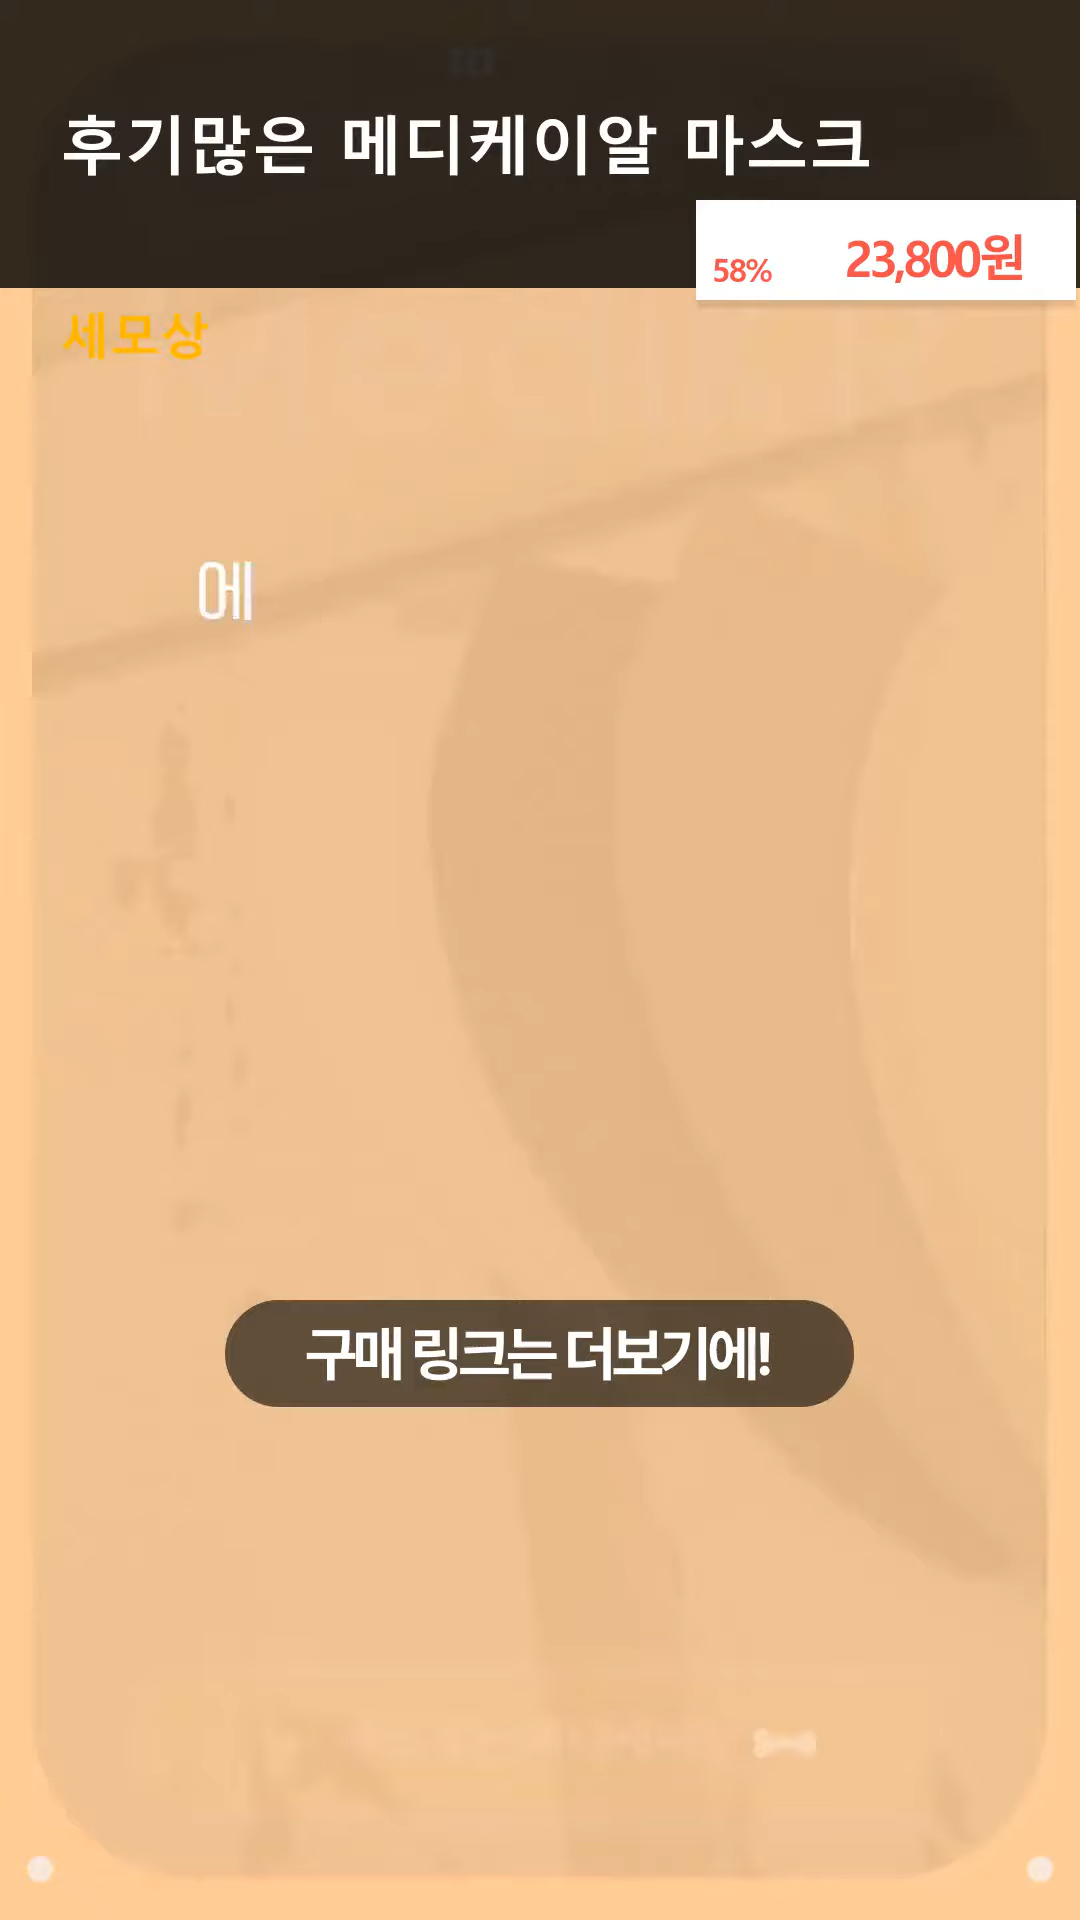 후기많은 메디케이알 마스크
58% 23,800원
세모상
에
구매 링크는 더보기에!